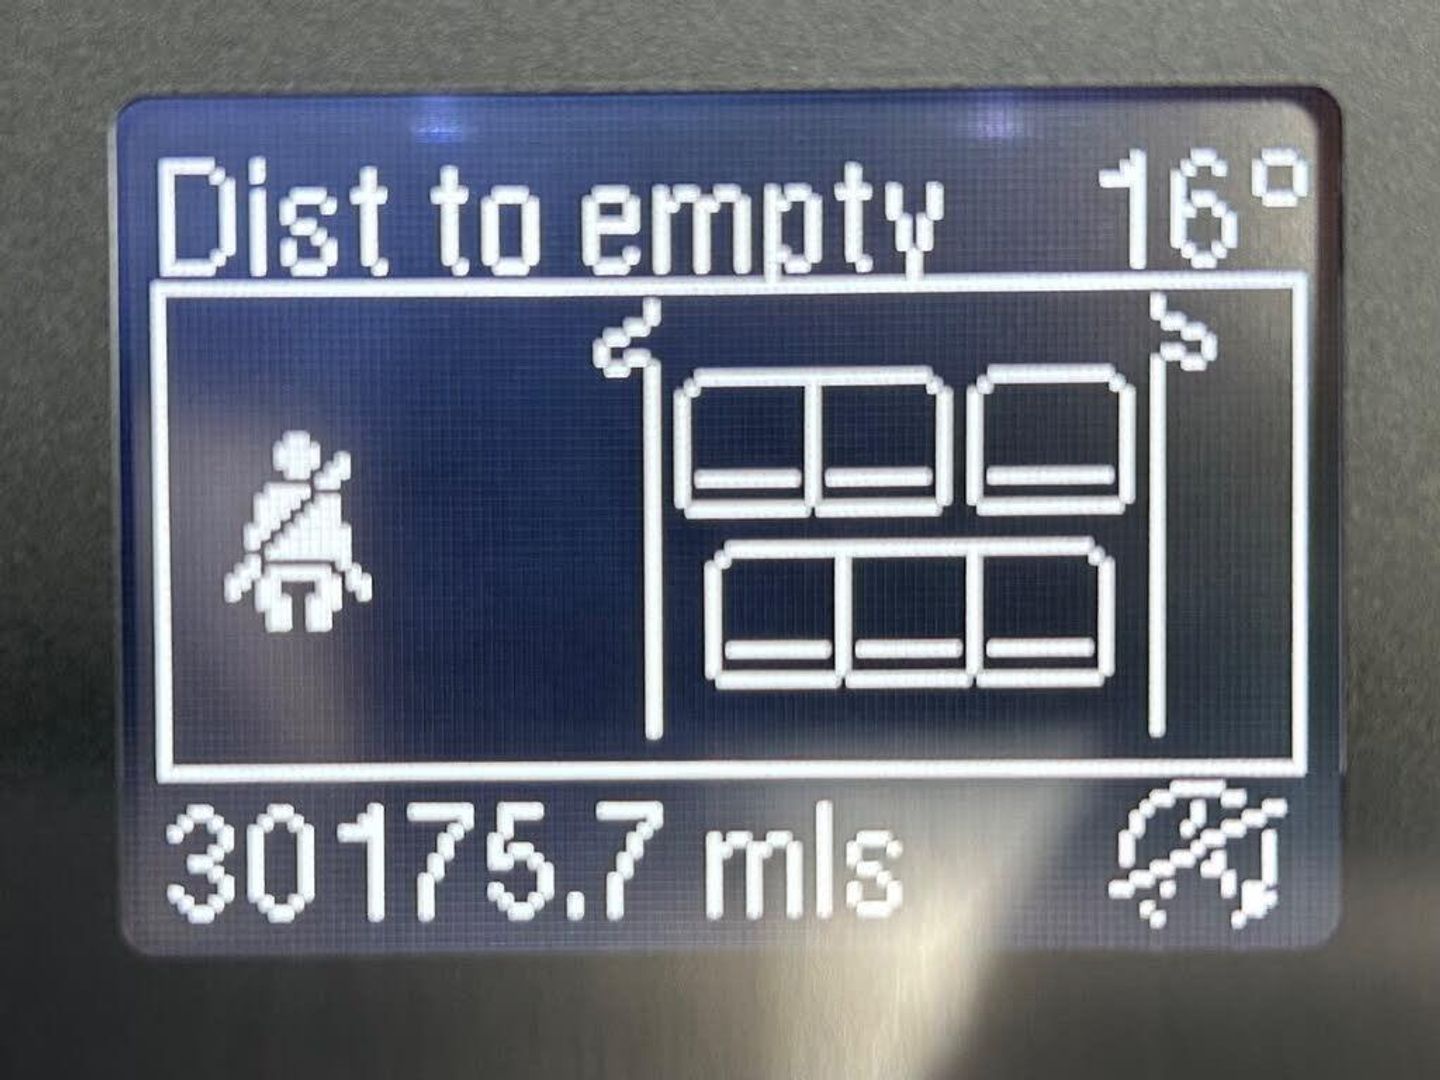 Dist to empty 16°
30175.7 mls